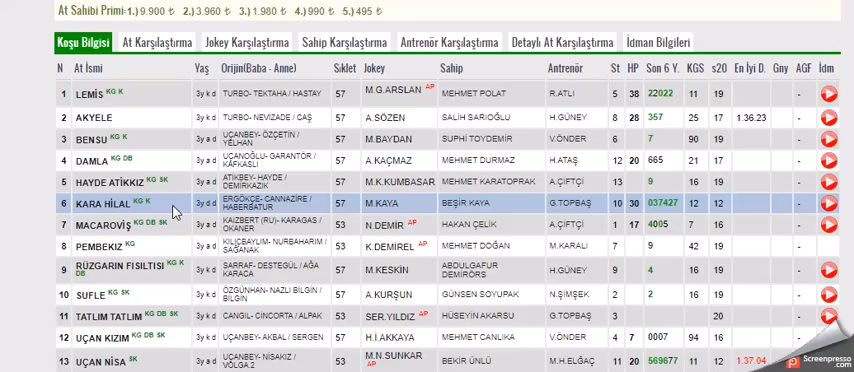 At Sahibi Primi: 1.) 9.900 ₺ 2.) 3.960 ₺ 3.) 1.980 ₺ 4.) 990 ₺ 5.) 495 ₺
Koşu Bilgisi At Karşılaştırma Jokey Karşılaştırma Sahip Karşılaştırma Antrenör Karşılaştırma Detaylı At Karşılaştırma İdman Bilgileri
N At İsmi Yaş Orijin(Baba - Anne) Sıklet Jokey Sahip Antrenör St HP Son 6 Y. KGS s20 En İyi D. Gny AGF İdm
1 LEMİS KG K 3y k d TURBO- TEKTAHA / HASTAY 57 M.G.ARSLAN AP MEHMET POLAT R.ATLI 5 38 22022 11 19 -
2 AKYELE 3y k d TURBO- NEVİZADE / CAŞ 57 A.SÖZEN SALİH SARIOĞLU H.GÜNEY 8 28 357 25 17 1.36.23 -
3 BENSU KG K 3y k d UÇANBEY- ÖZÇETİN / YELHAN 57 M.BAYDAN SUPHİ TOYDEMİR V.ÖNDER 6 7 90 19 -
4 DAMLA KG DB 3y k d UÇANOĞLU- GARANTÖR / KAFKASLI 57 A.KAÇMAZ MEHMET DURMAZ H.ATAŞ 12 20 665 21 17 -
5 HAYDE ATİKKIZ KG SK 3y k d ATİKBEY- HAYDE / DEMİRKAZIK 57 M.K.KUMBASAR MEHMET KARATOPRAK A.ÇİFTÇİ 13 9 16 19 -
6 KARA HİLAL KG K 3y d d ERGÖKÇE- CANNAZİRE / HABERBATUR 57 M.KAYA BEŞİR KAYA G.TOPBAŞ 10 30 037427 12 12 -
7 MACAROVİŞ KG DB SK 3y a d KAIZBERT (RU)- KARAGAS / OKANER 53 N.DEMİR AP HAKAN ÇELİK A.ÇİFTÇİ 1 17 4005 17 19 -
8 PEMBEKIZ KG 3y a d KILIÇBAYLIM- NURBAHARIM / SAĞANAK 53 K.DEMİREL AP MEHMET DOĞAN M.KARALI 7 9 42 19 -
9 RÜZGARIN FISILTISI KG K DB 3y k d SARRAF- DESTEGÜL / AĞA KARACA 57 M.KESKİN ABDULGAFUR DEMİRÖRS H.GÜNEY 9 4 16 19 -
10 SUFLE KG SK 3y k d ÖZGÜNHAN- NAZLI BİLGİN / BİLGİN 57 A.KURŞUN GÜNSEN SOYUPAK N.ŞİMŞEK 2 2 16 19 -
11 TATLIM TATLIM KG DB SK 3y k d CANGİL- CİNCORTA / ALPAK 53 SER.YILDIZ AP HÜSEYİN AKARSU G.TOPBAŞ 3 20 -
12 UÇAN KIZIM KG DB SK 3y k d UÇANBEY- AKBAL / SERGEN 57 H.İ.AKKAYA MEHMET CANLIKA V.ÖNDER 4 7 0007 94 19 -
13 UÇAN NİSA SK 3y a d UÇANBEY- NİSAKIZ / VOLGA 2 53 M.N.SUNKAR AP BEKİR ÜNLÜ M.H.ELĞAÇ 11 20 569677 11 12 1.37.04 -
Screenpresso
.com